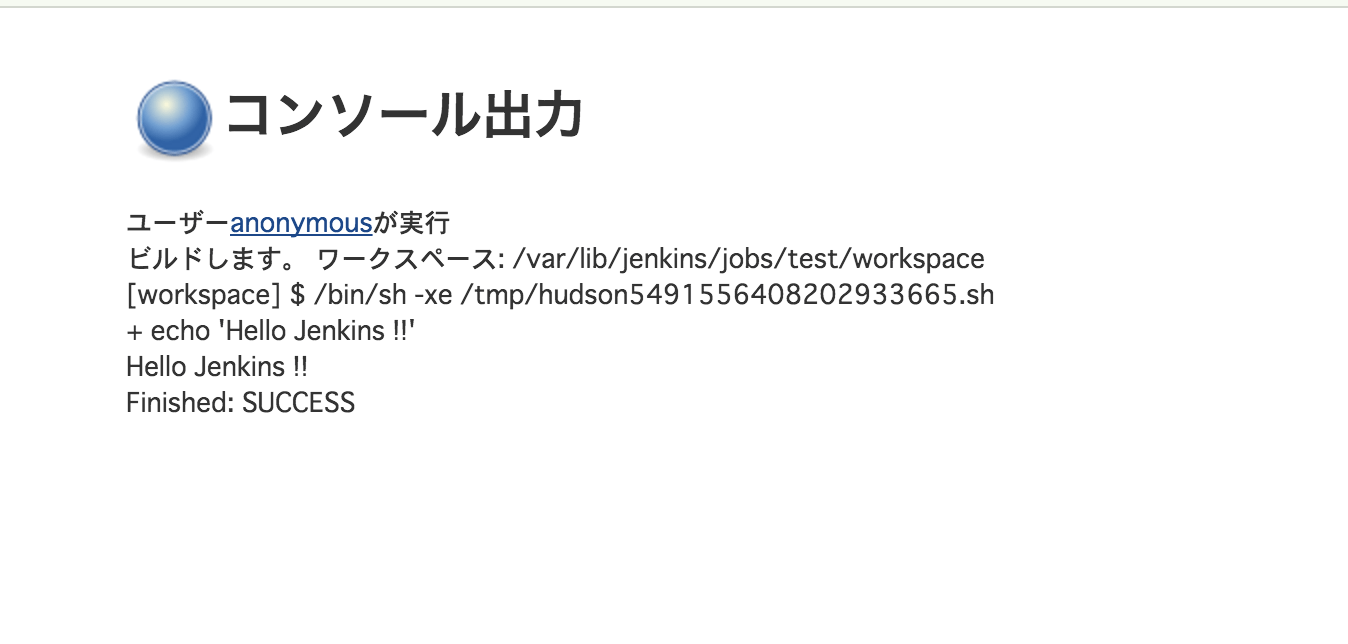 コンソール出力
ユーザーanonymousが実行
ビルドします。 ワークスペース: /var/lib/jenkins/jobs/test/workspace
[workspace] $ /bin/sh -xe /tmp/hudson5491556408202933665.sh
+ echo 'Hello Jenkins !!'
Hello Jenkins !!
Finished: SUCCESS